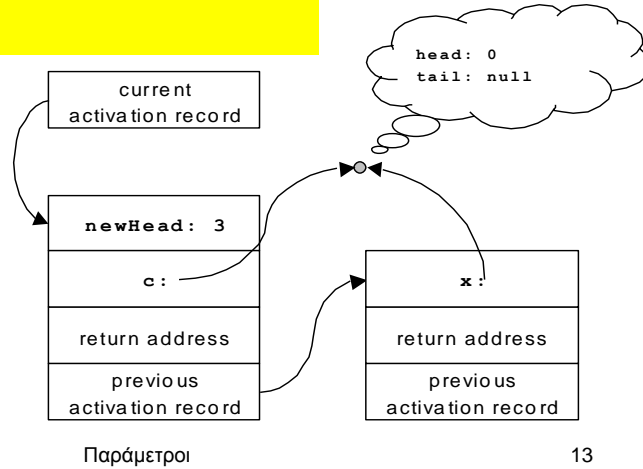 head: 0
tail: null
current
activation record
newHead: 3
c:
return address
previous
activation record
x:
return address
previous
activation record
Παράμετροι
13